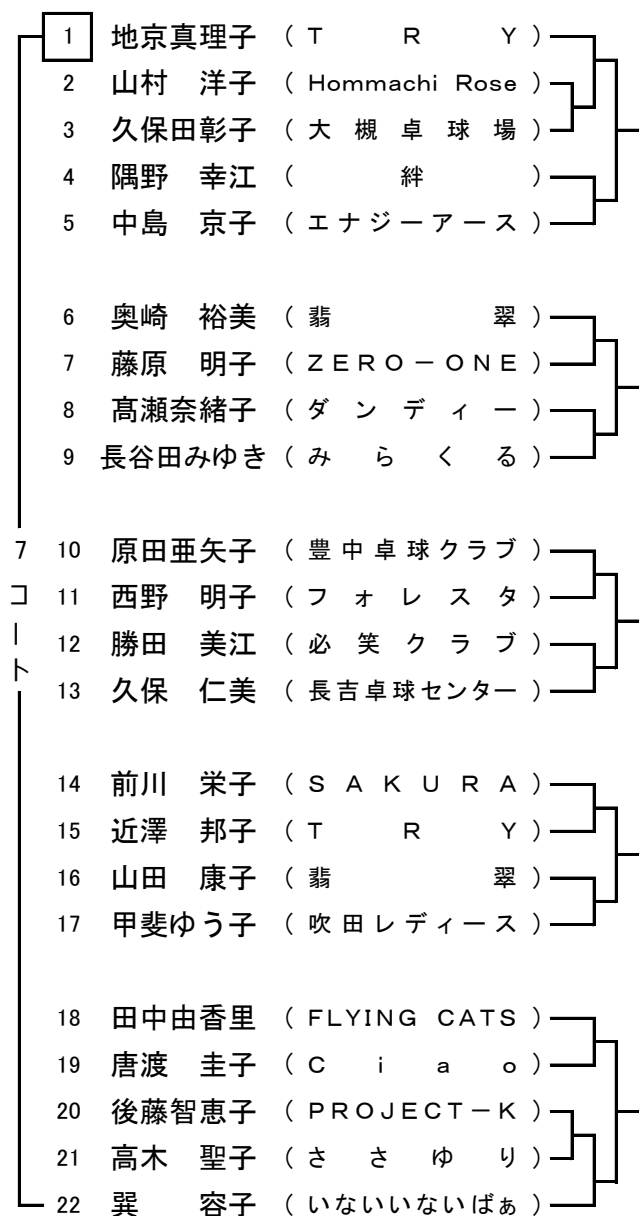 1 地京真理子 （ T R Y ）
2 山村 洋子 （ Hommachi Rose ）
3 久保田彰子 （ 大 槻 卓 球 場 ）
4 隅野 幸江 （ 絆 ）
5 中島 京子 （ エナジーアース ）
6 奥崎 裕美 （ 翡 翠 ）
7 藤原 明子 （ ZERO－ONE ）
8 髙瀬奈緒子 （ ダ ン デ ィ ー ）
9 長谷田みゆき （ み ら く る ）
7コート
10 原田亜矢子 （ 豊中卓球クラブ ）
11 西野 明子 （ フ ォ レ ス タ ）
12 勝田 美江 （ 必 笑 ク ラ ブ ）
13 久保 仁美 （ 長吉卓球センター ）
14 前川 栄子 （ S A K U R A ）
15 近澤 邦子 （ T R Y ）
16 山田 康子 （ 翡 翠 ）
17 甲斐ゆう子 （ 吹田レディース ）
18 田中由香里 （ FLYING CATS ）
19 唐渡 圭子 （ C i a o ）
20 後藤智恵子 （ PROJECT－K ）
21 高木 聖子 （ さ さ ゆ り ）
22 巽 容子 （ いないいないばぁ ）